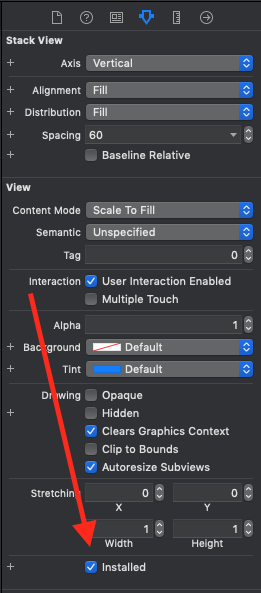 Stack View
+ Axis Vertical
+ Alignment Fill
+ Distribution Fill
+ Spacing 60
+ Baseline Relative
View
Content Mode Scale To Fill
Semantic Unspecified
Tag 0
Interaction User Interaction Enabled
Multiple Touch
Alpha 1
+ Background Default
+ Tint Default
Drawing Opaque
+ Hidden
Clears Graphics Context
Clip to Bounds
Autoresize Subviews
Stretching 0 0
X Y
1 1
Width Height
+ Installed